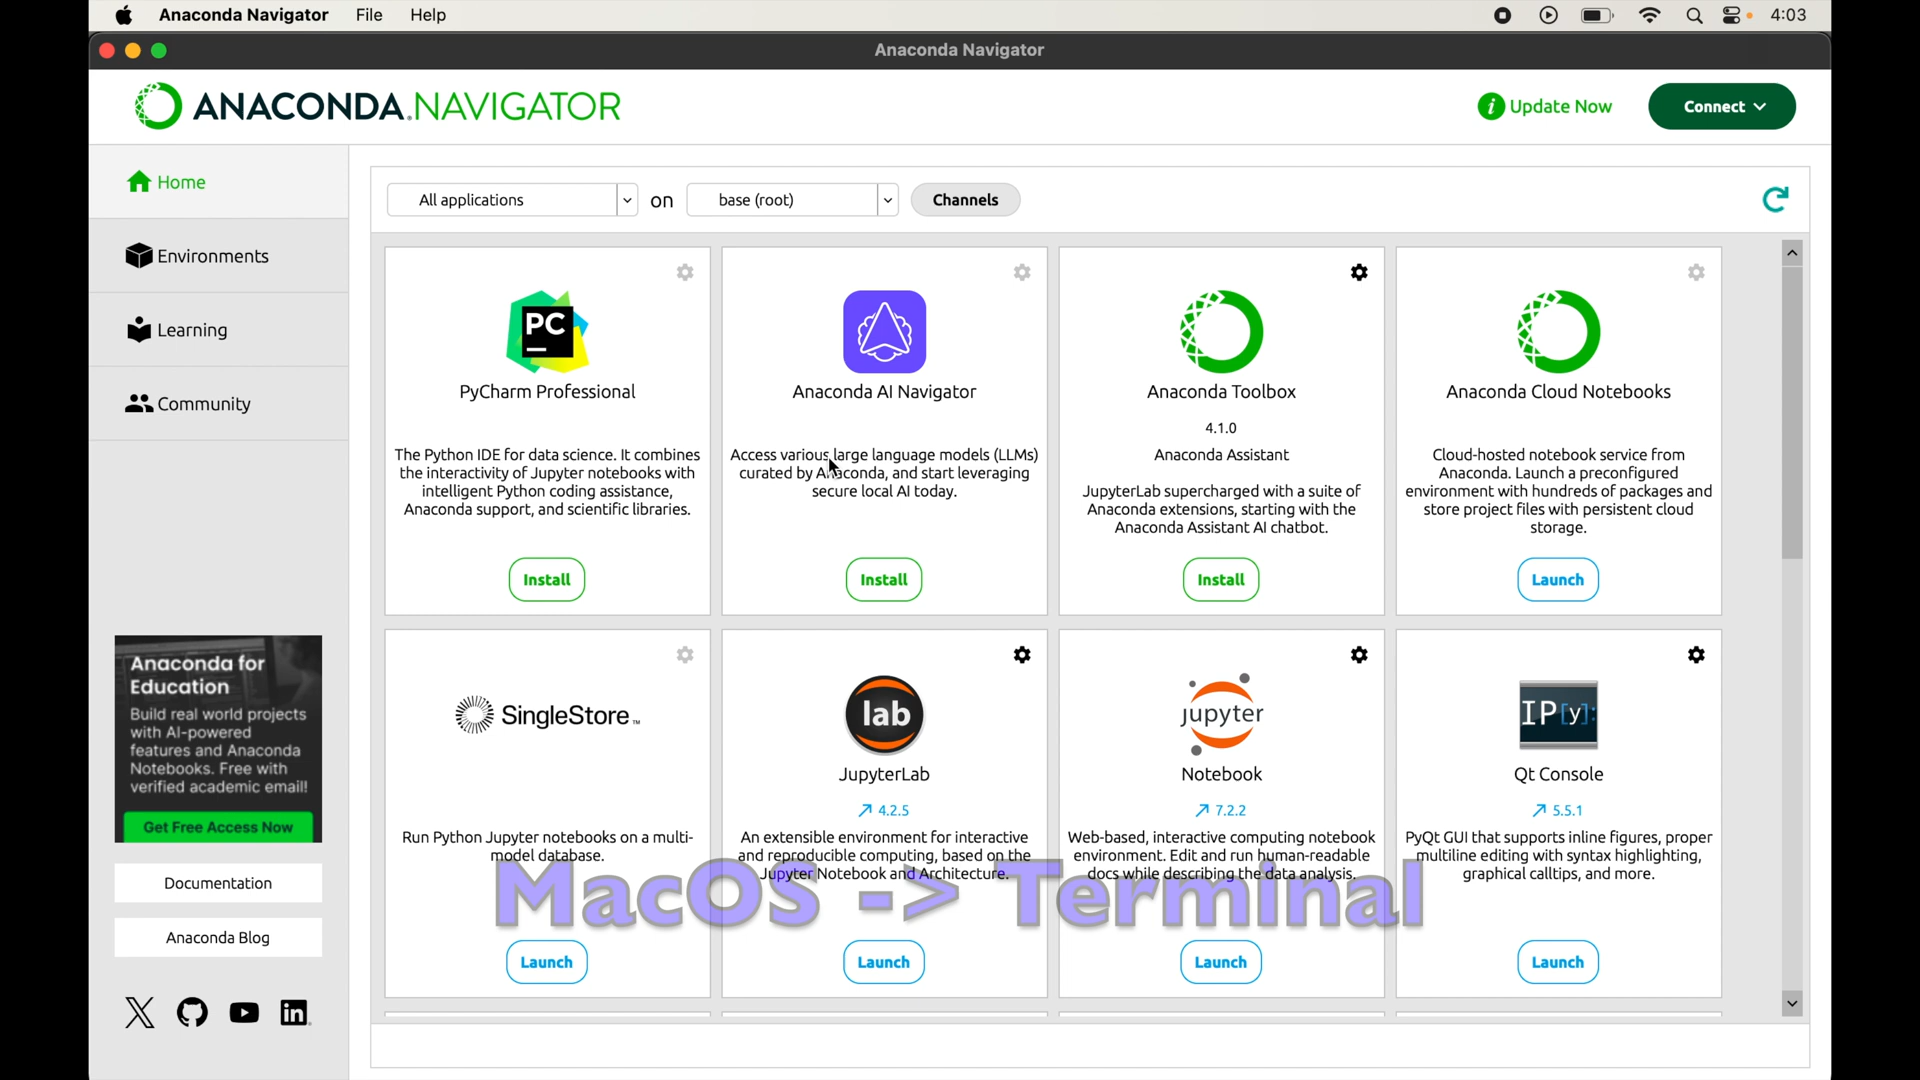 Anaconda Navigator File Help 4:03
Anaconda Navigator
ANACONDA.NAVIGATOR
i Update Now Connect
Home
Environments
Learning
Community
All applications on base (root) Channels
PC
PyCharm Professional
The Python IDE for data science. It combines
the interactivity of Jupyter notebooks with
intelligent Python coding assistance,
Anaconda support, and scientific libraries.
Install
Anaconda AI Navigator
Access various large language models (LLMs)
curated by Anaconda, and start leveraging
secure local AI today.
Install
Anaconda Toolbox
4.1.0
Anaconda Assistant
JupyterLab supercharged with a suite of
Anaconda extensions, starting with the
Anaconda Assistant AI chatbot.
Install
Anaconda Cloud Notebooks
Cloud-hosted notebook service from
Anaconda. Launch a preconfigured
environment with hundreds of packages and
store project files with persistent cloud
storage.
Launch
SingleStore™
Run Python Jupyter notebooks on a multi-
model database.
Launch
lab
JupyterLab
4.2.5
An extensible environment for interactive
and reproducible computing, based on the
Jupyter Notebook and Architecture.
Launch
jupyter
Notebook
7.2.2
Web-based, interactive computing notebook
environment. Edit and run human-readable
docs while describing the data analysis.
Launch
IP[y]:
Qt Console
5.5.1
PyQt GUI that supports inline figures, proper
multiline editing with syntax highlighting,
graphical calltips, and more.
Launch
MacOS -> Terminal
Anaconda for
Education
Build real world projects
with AI-powered
features and Anaconda
Notebooks. Free with
verified academic email!
Get Free Access Now
Documentation
Anaconda Blog